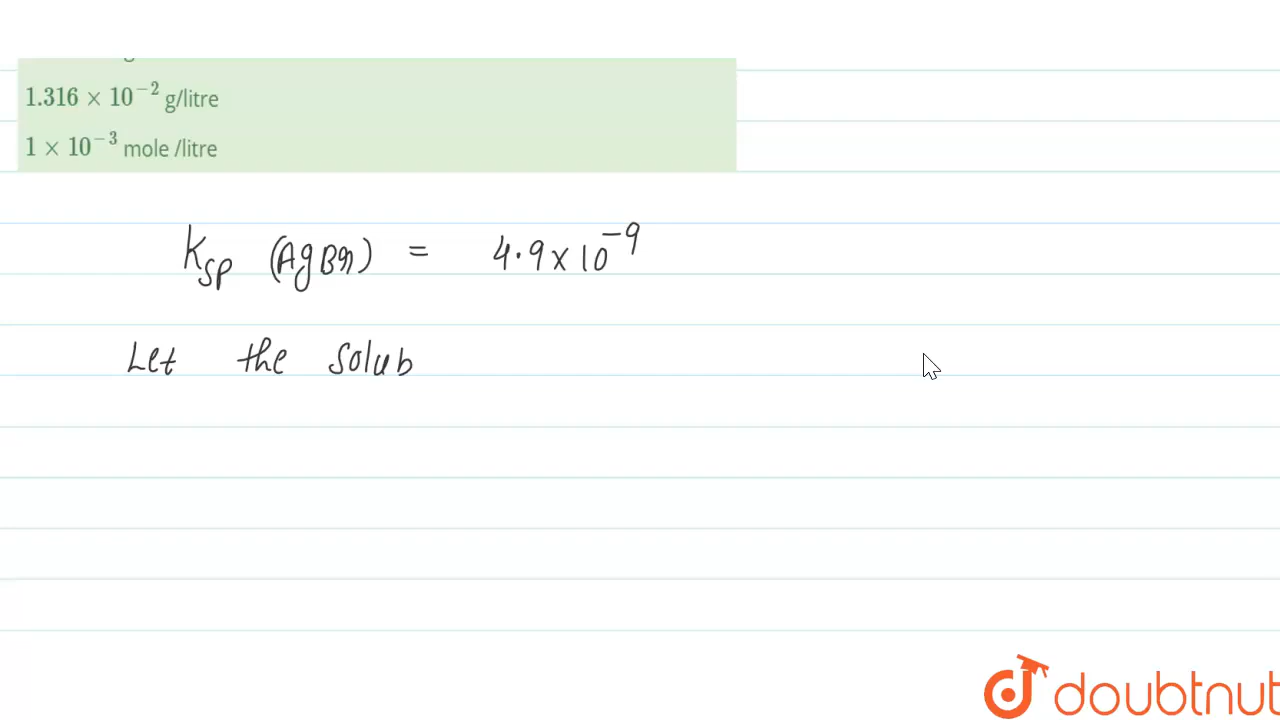 1.316 × 10⁻² g/litre
1 × 10⁻³ mole /litre
Ksp (AgBr) = 4.9 × 10⁻⁹
Let the solub
doubtnut